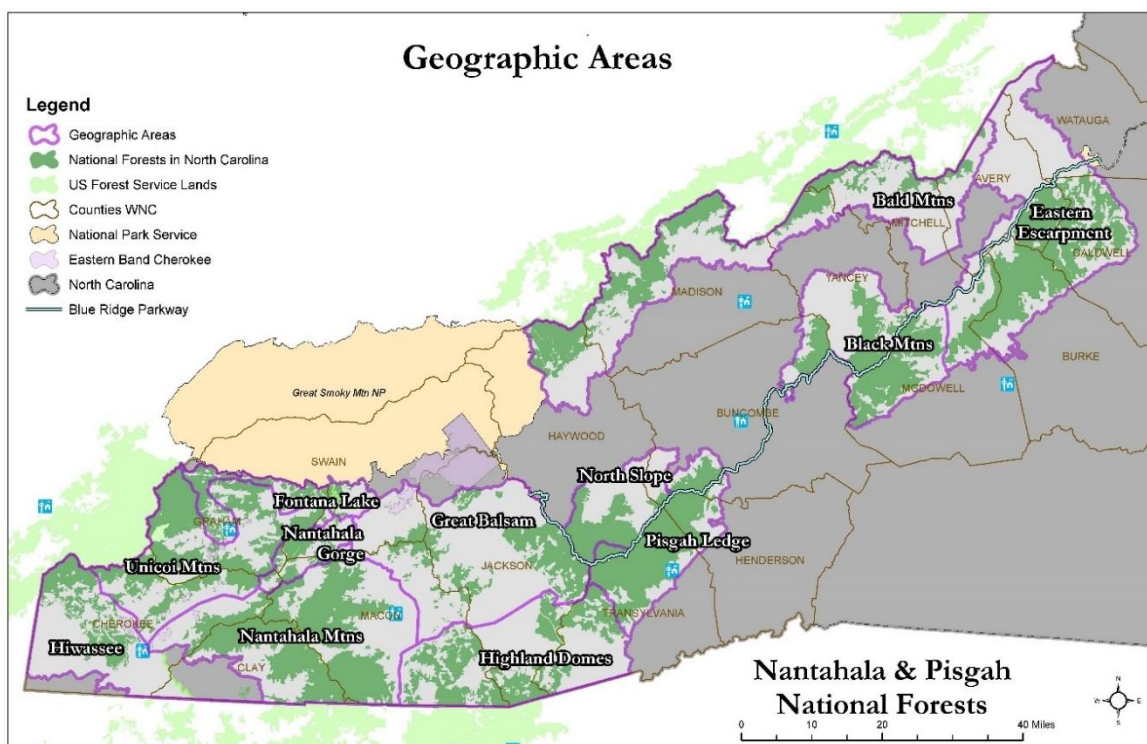 Geographic Areas
Legend
Geographic Areas
National Forests in North Carolina
US Forest Service Lands
Counties WNC
National Park Service
Eastern Band Cherokee
North Carolina
Blue Ridge Parkway
WATAUGA
AVERY
Bald Mtns
MITCHELL
Eastern
Escarpment
CALDWELL
YANCEY
MADISON
Black Mtns
BURKE
MCDOWELL
Great Smoky Mtn NP
BUNCOMBE
HAYWOOD
SWAIN
North Slope
Fontana Lake
Great Balsam
GRAHAM
Nantahala
Gorge
Pisgah Ledge
HENDERSON
Unicoi Mtns
JACKSON
MACON
TRANSYLVANIA
CHEROKEE
Hiwassee
Nantahala Mtns
CLAY
Highland Domes
Nantahala & Pisgah
National Forests
N
W E
S
0 10 20 40 Miles